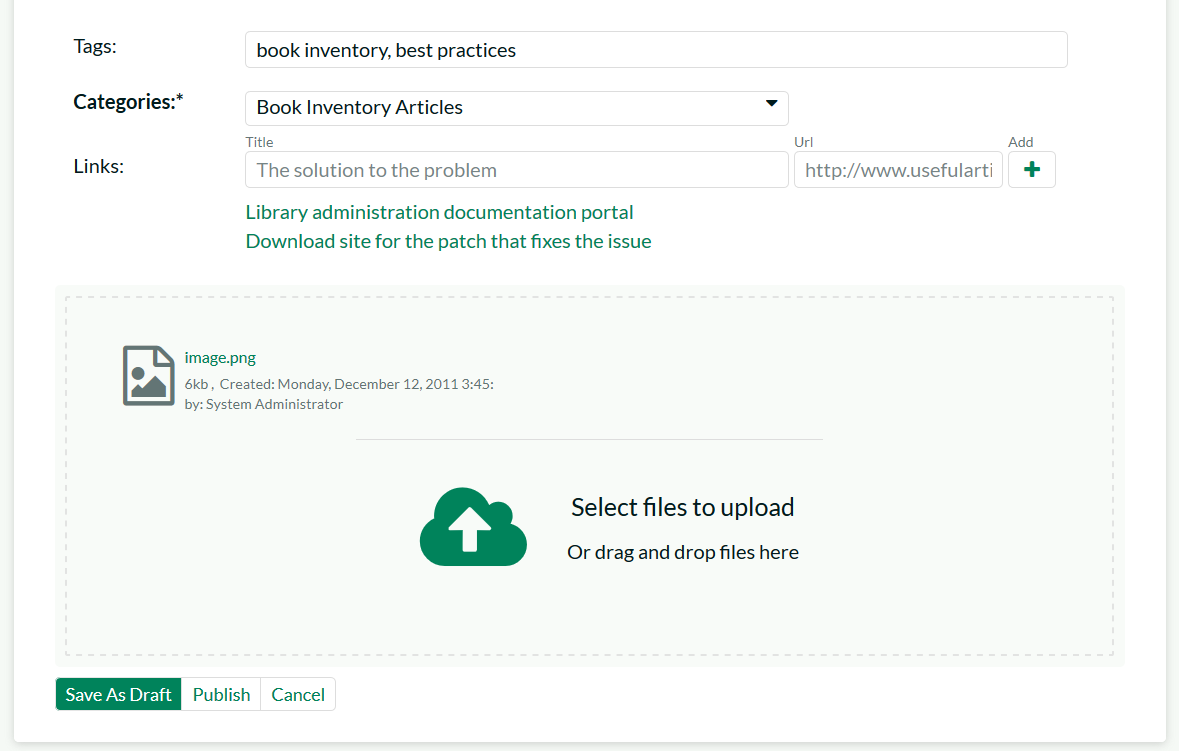 Tags:
book inventory, best practices
Categories:*
Book Inventory Articles
Title
Url
Add
Links:
The solution to the problem
http://www.usefularti
Library administration documentation portal
Download site for the patch that fixes the issue
image.png
6kb , Created: Monday, December 12, 2011 3:45:
by: System Administrator
Select files to upload
Or drag and drop files here
Save As Draft
Publish
Cancel